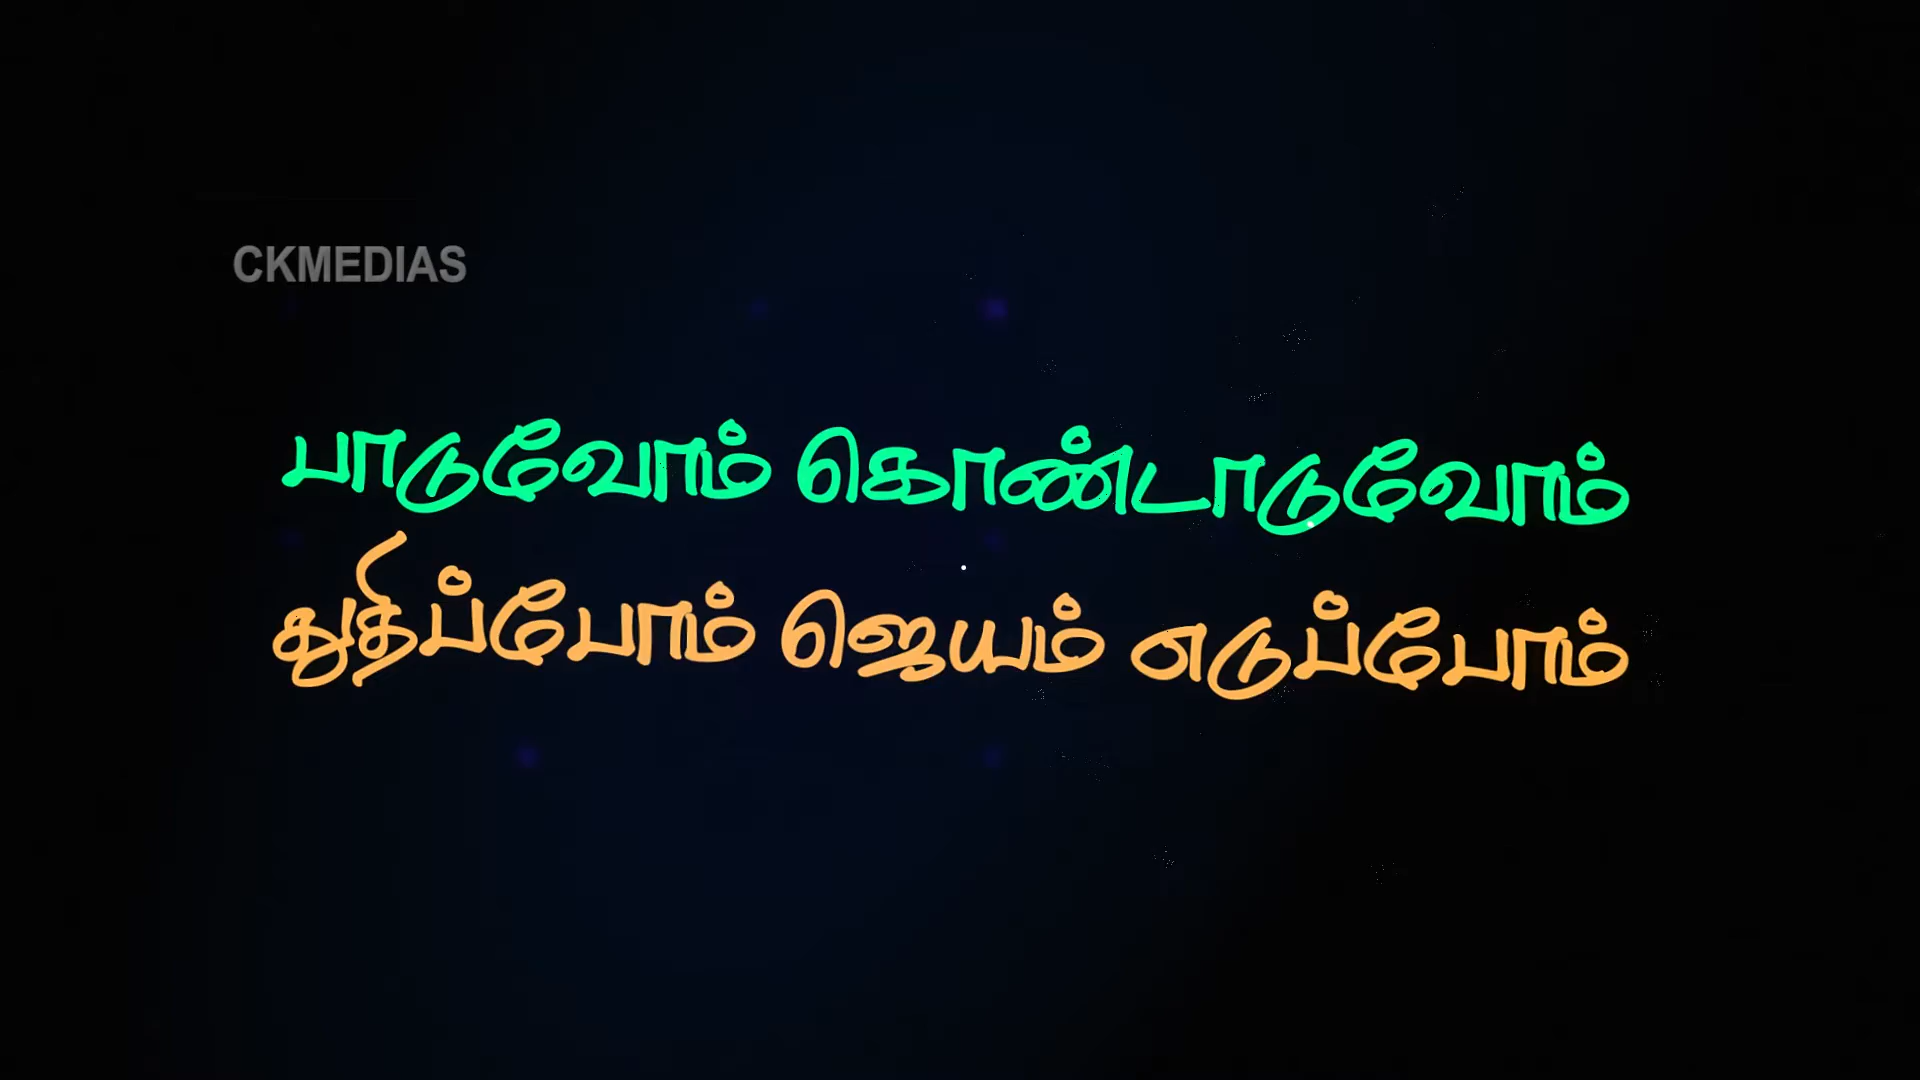 CKMEDIAS
பாடுவோம் கொண்டாடுவோம்
துதிப்போம் ஜெயம் எடுப்போம்